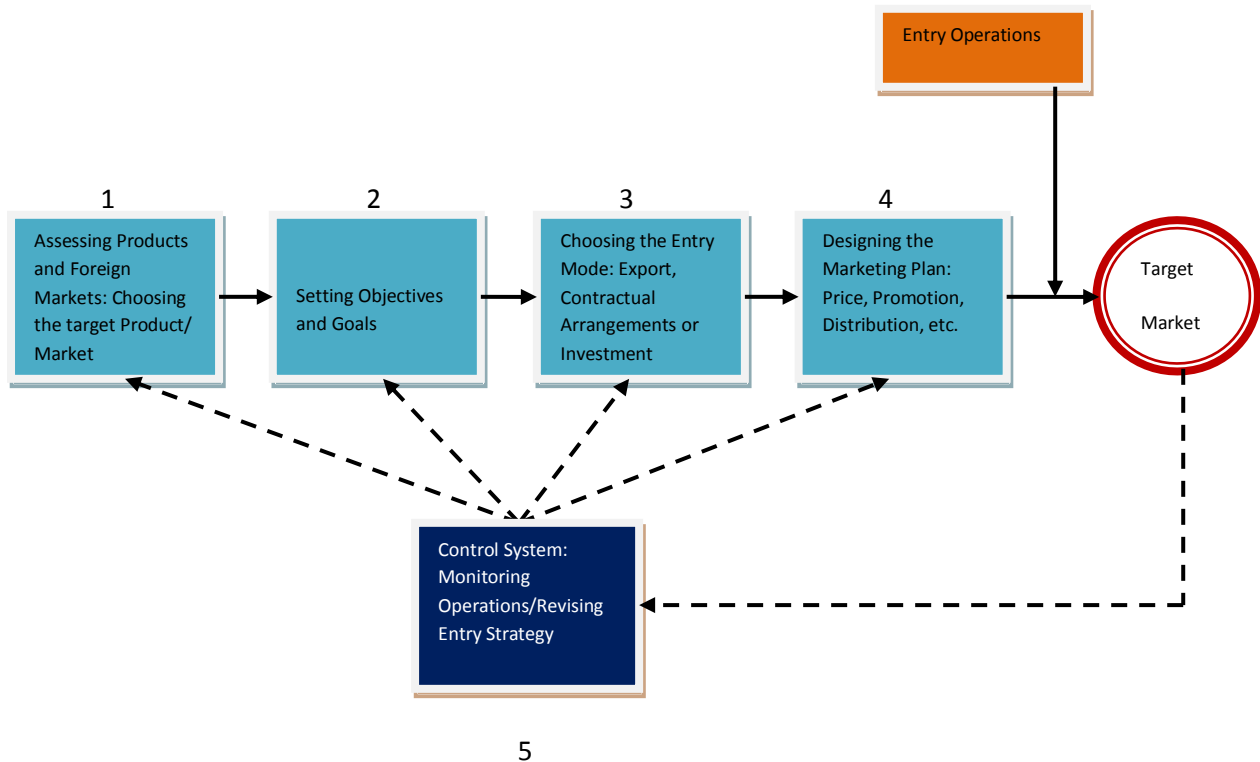 Entry Operations
1
2
3
4
Assessing Products
and Foreign
Markets: Choosing
the target Product/
Market
Setting Objectives
and Goals
Choosing the Entry
Mode: Export,
Contractual
Arrangements or
Investment
Designing the
Marketing Plan:
Price, Promotion,
Distribution, etc.
Target
Market
Control System:
Monitoring
Operations/Revising
Entry Strategy
5